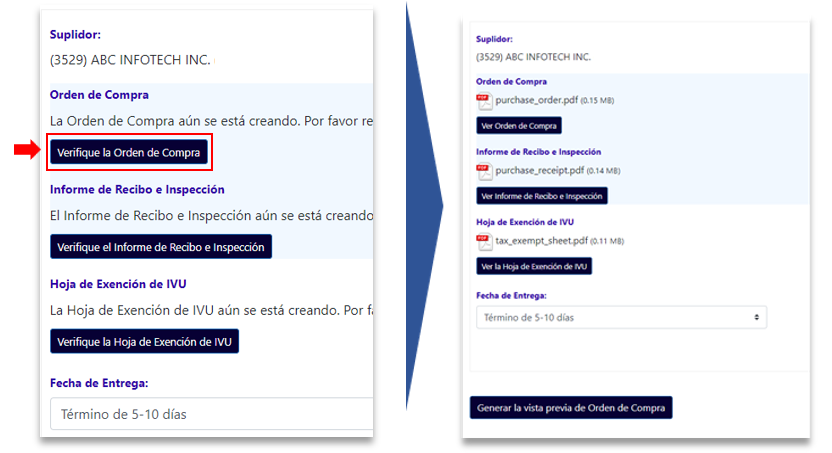 Suplidor:
(3529) ABC INFOTECH INC.
Orden de Compra
La Orden de Compra aún se está creando. Por favor re
Verifique la Orden de Compra
Informe de Recibo e Inspección
El Informe de Recibo e Inspección aún se está creando
Verifique el Informe de Recibo e Inspección
Hoja de Exención de IVU
La Hoja de Exención de IVU aún se está creando. Por fa
Verifique la Hoja de Exención de IVU
Fecha de Entrega:
Término de 5-10 días
Suplidor:
(3529) ABC INFOTECH INC.
Orden de Compra
PDF purchase_order.pdf (0.15 MB)
Ver Orden de Compra
Informe de Recibo e Inspección
PDF purchase_receipt.pdf (0.14 MB)
Ver Informe de Recibo e Inspección
Hoja de Exención de IVU
PDF tax_exempt_sheet.pdf (0.11 MB)
Ver la Hoja de Exención de IVU
Fecha de Entrega:
Término de 5-10 días
Generar la vista previa de Orden de Compra